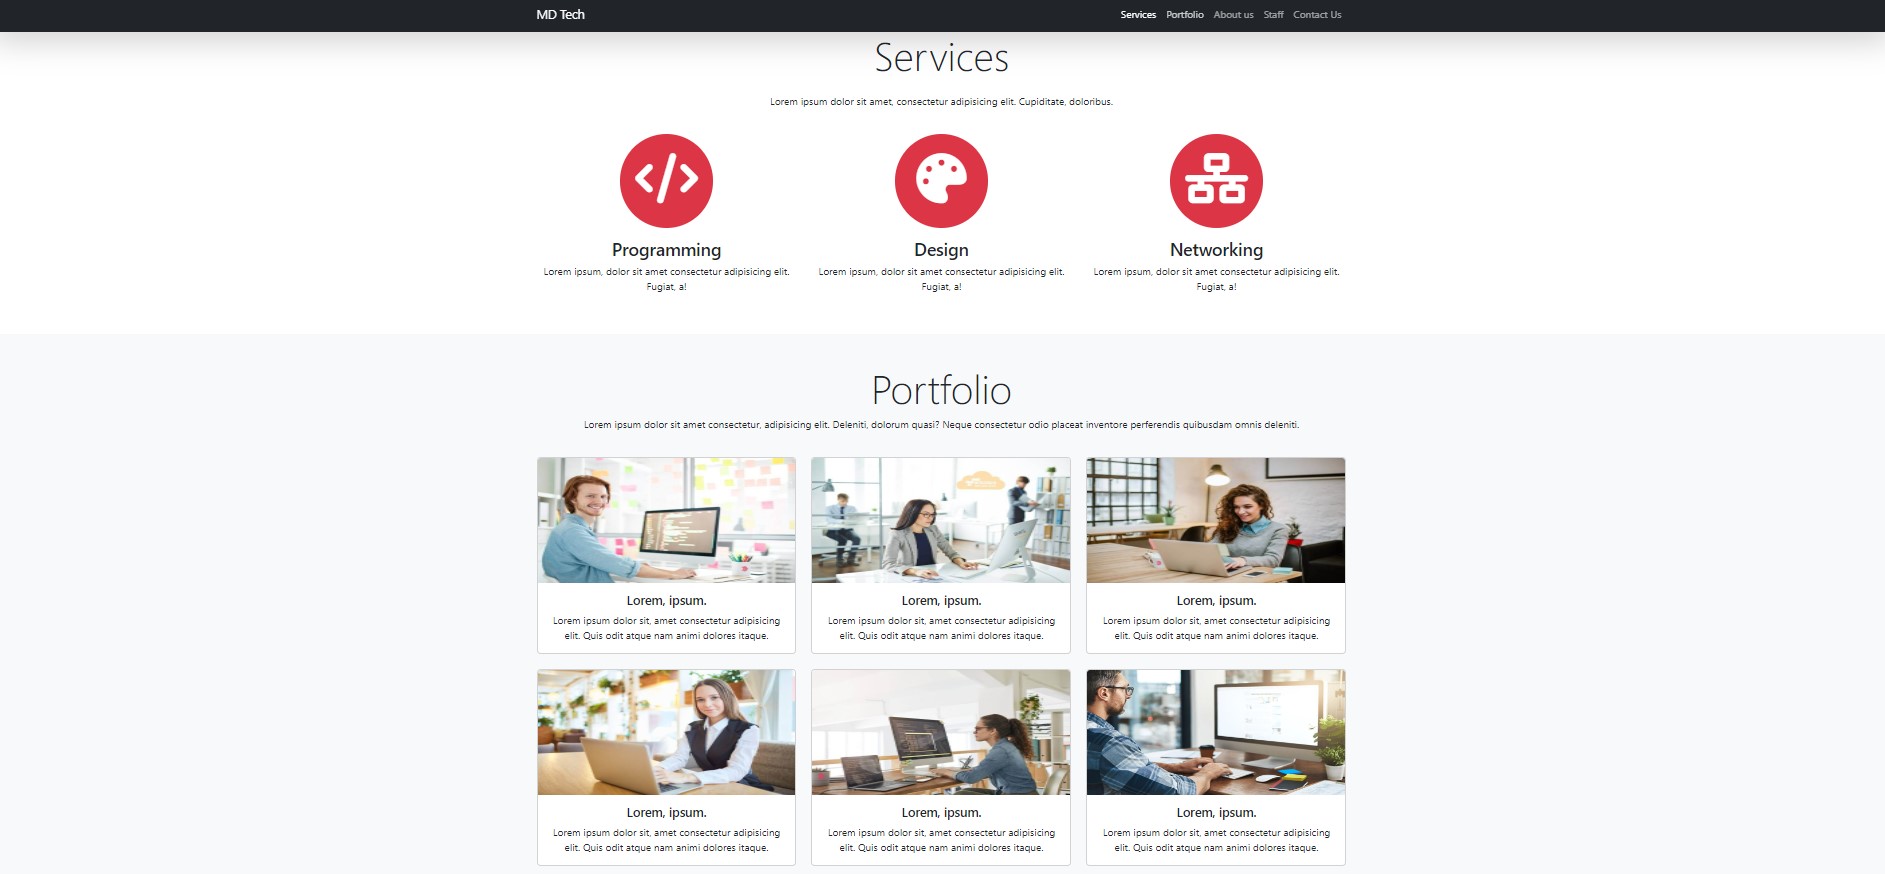 MD Tech
Services Portfolio About us Staff Contact Us
Services
Lorem ipsum dolor sit amet, consectetur adipisicing elit. Cupiditate, doloribus.
Programming
Lorem ipsum, dolor sit amet consectetur adipisicing elit.
Fugiat, a!
Design
Lorem ipsum, dolor sit amet consectetur adipisicing elit.
Fugiat, a!
Networking
Lorem ipsum, dolor sit amet consectetur adipisicing elit.
Fugiat, a!
Portfolio
Lorem ipsum dolor sit amet consectetur, adipisicing elit. Deleniti, dolorum quasi? Neque consectetur odio placeat inventore perferendis quibusdam omnis deleniti.
Lorem, ipsum.
Lorem ipsum dolor sit, amet consectetur adipisicing
elit. Quis odit atque nam animi dolores itaque.
Lorem, ipsum.
Lorem ipsum dolor sit, amet consectetur adipisicing
elit. Quis odit atque nam animi dolores itaque.
Lorem, ipsum.
Lorem ipsum dolor sit, amet consectetur adipisicing
elit. Quis odit atque nam animi dolores itaque.
Lorem, ipsum.
Lorem ipsum dolor sit, amet consectetur adipisicing
elit. Quis odit atque nam animi dolores itaque.
Lorem, ipsum.
Lorem ipsum dolor sit, amet consectetur adipisicing
elit. Quis odit atque nam animi dolores itaque.
Lorem, ipsum.
Lorem ipsum dolor sit, amet consectetur adipisicing
elit. Quis odit atque nam animi dolores itaque.